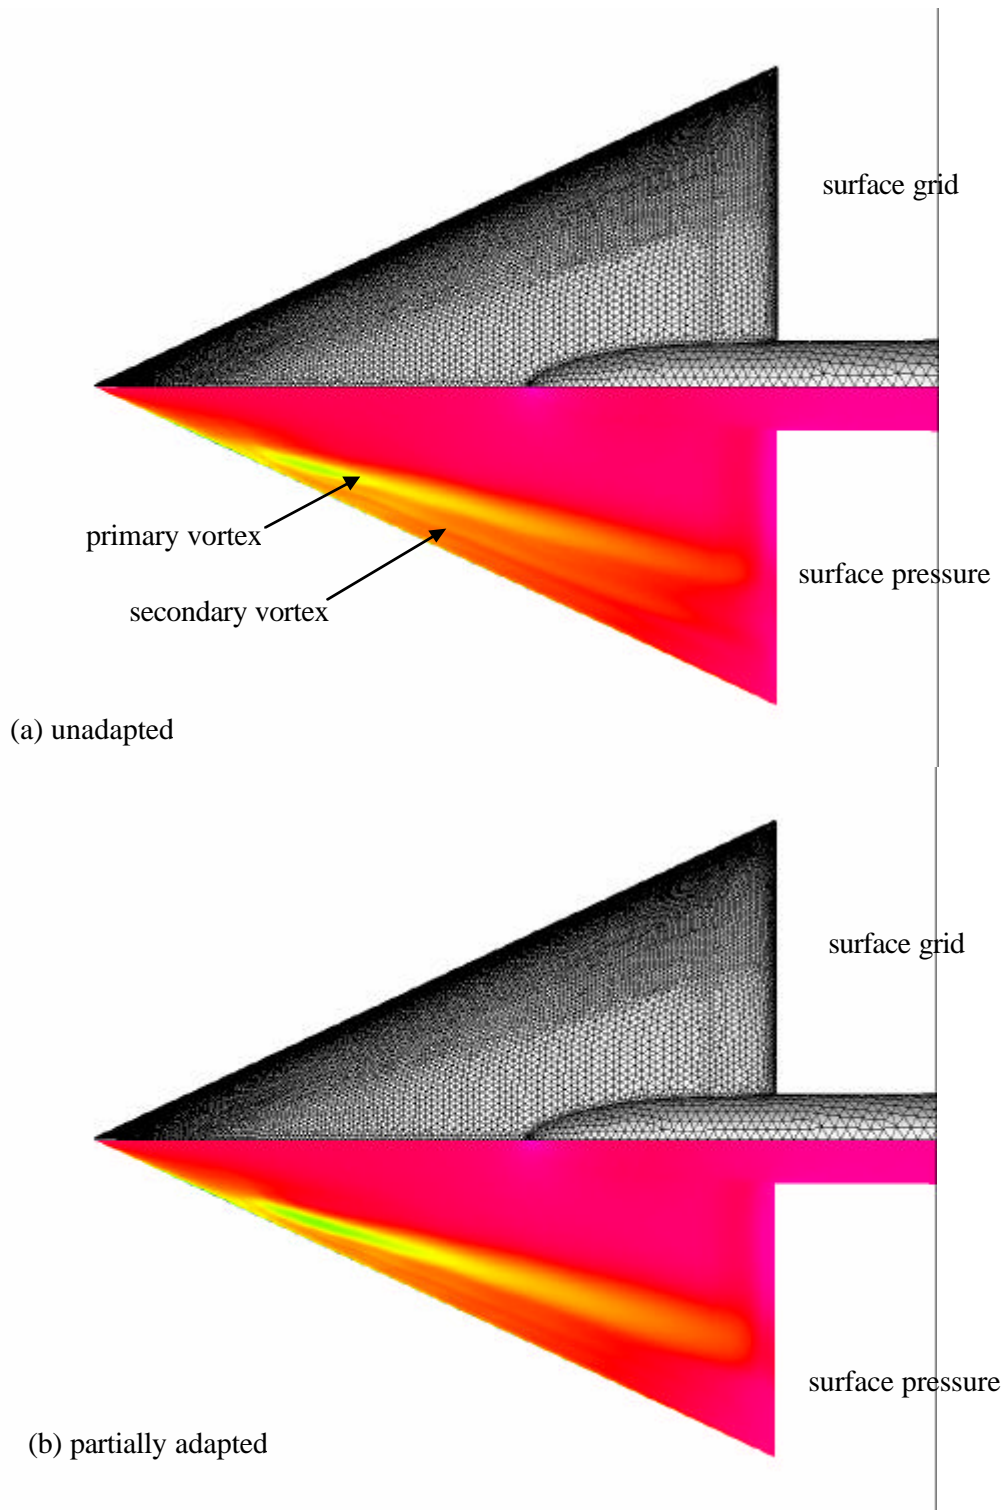 surface grid
primary vortex
surface pressure
secondary vortex
(a) unadapted
surface grid
surface pressure
(b) partially adapted